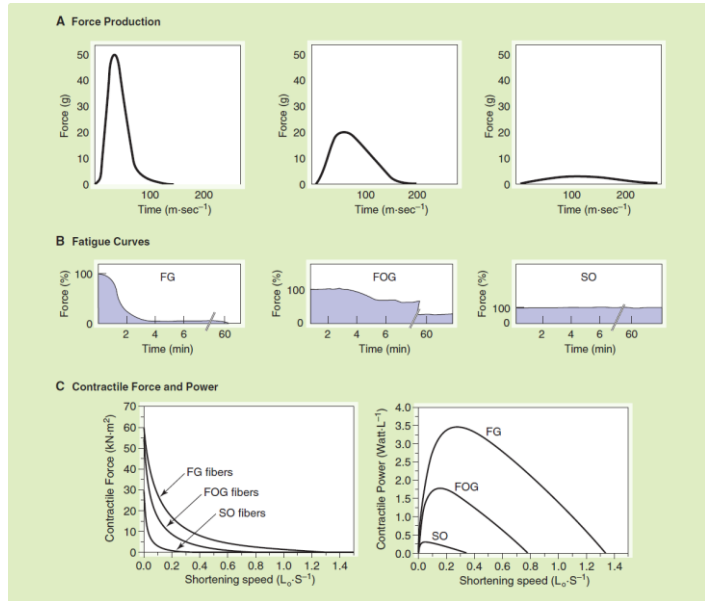 A Force Production
50
40
30
20
10
0
Force (g)
100 200
Time (m·sec⁻¹)
50
40
30
20
10
0
Force (g)
100 200
Time (m·sec⁻¹)
50
40
30
20
10
0
Force (g)
100 200
Time (m·sec⁻¹)
B Fatigue Curves
Force (%)
100
0
FG
2 4 6 60
Time (min)
Force (%)
100
0
FOG
2 4 6 60
Time (min)
Force (%)
100
0
SO
2 4 6 60
Time (min)
C Contractile Force and Power
Contractile Force (kN·m²)
70
60
50
40
30
20
10
0
FG fibers
FOG fibers
SO fibers
0.0 0.2 0.4 0.6 0.8 1.0 1.2 1.4
Shortening speed (Lₒ·S⁻¹)
Contractile Power (Watt·L⁻¹)
4.0
3.5
3.0
2.5
2.0
1.5
1.0
0.5
0.0
FG
FOG
SO
0.0 0.2 0.4 0.6 0.8 1.0 1.2 1.4
Shortening speed (Lₒ·S⁻¹)